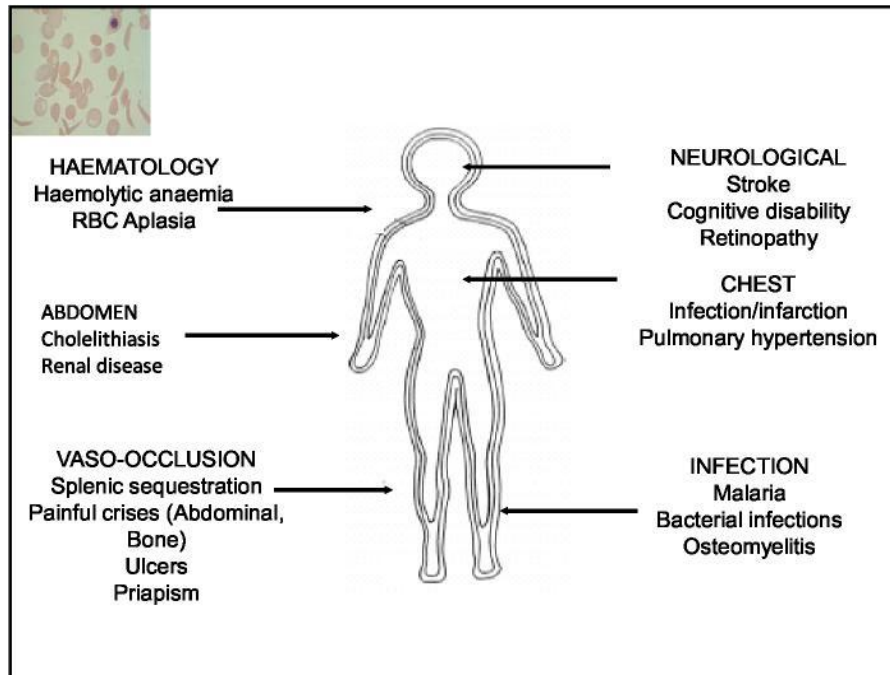 HAEMATOLOGY
Haemolytic anaemia
RBC Aplasia
ABDOMEN
Cholelithiasis
Renal disease
VASO-OCCLUSION
Splenic sequestration
Painful crises (Abdominal,
Bone)
Ulcers
Priapism
NEUROLOGICAL
Stroke
Cognitive disability
Retinopathy
CHEST
Infection/infarction
Pulmonary hypertension
INFECTION
Malaria
Bacterial infections
Osteomyelitis